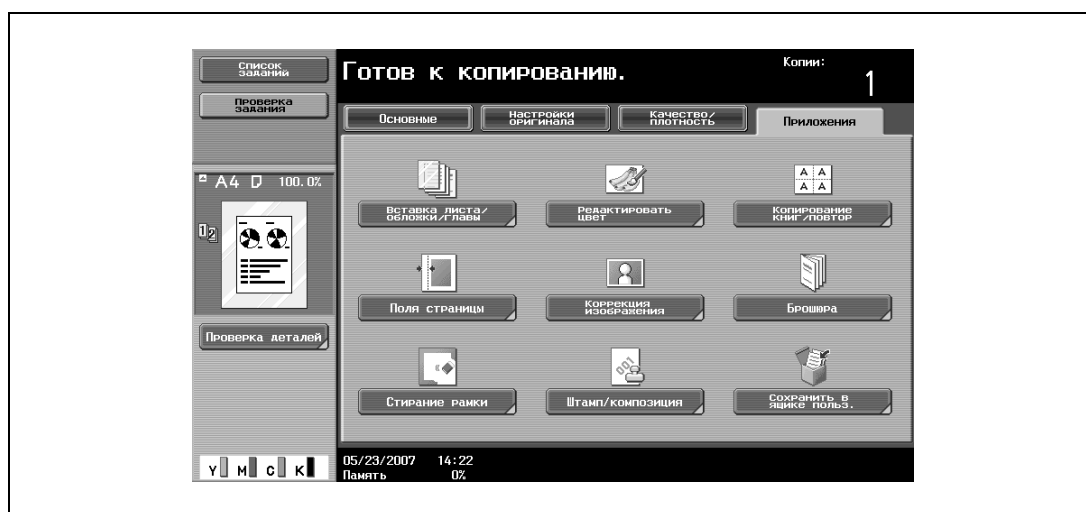 Список
заданий
Готов к копированию.
Копии:
1
Проверка
задания
Основные
Настройки
оригинала
Качество/
плотность
Приложения
A4 100.0%
12
Вставка листа/
обложки/главы
Редактировать
цвет
A A
A A
Копирование
книг/повтор
Поля страницы
Коррекция
изображения
Брошюра
Проверка деталей
001
Стирание рамки
Штамп/композиция
Сохранить в
ящике польз.
Y M C K
05/23/2007 14:22
Память 0%